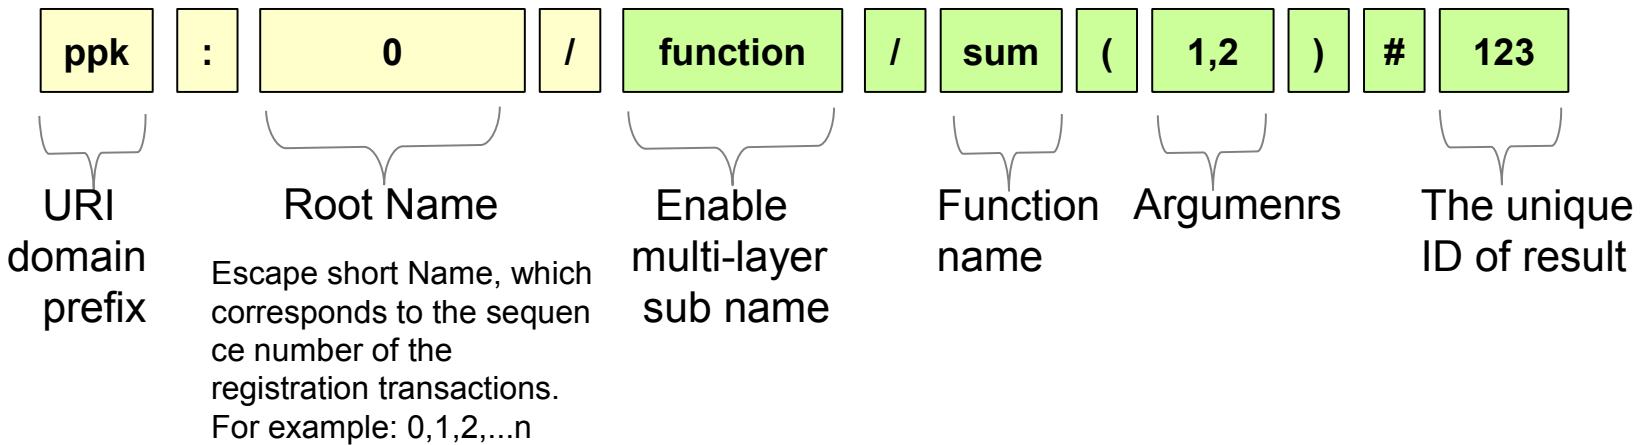 ppk : 0 / function / sum ( 1,2 ) # 123
URI
domain
prefix
Root Name
Escape short Name, which
corresponds to the sequen
ce number of the
registration transactions.
For example: 0,1,2,...n
Enable
multi-layer
sub name
Function
name
Argumenrs
The unique
ID of result